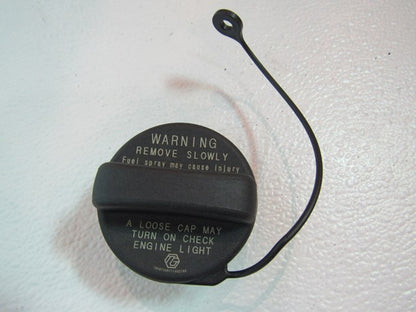 WARNING
REMOVE SLOWLY
Fuel spray may cause injury
A LOOSE CAP MAY
TURN ON CHECK
ENGINE LIGHT